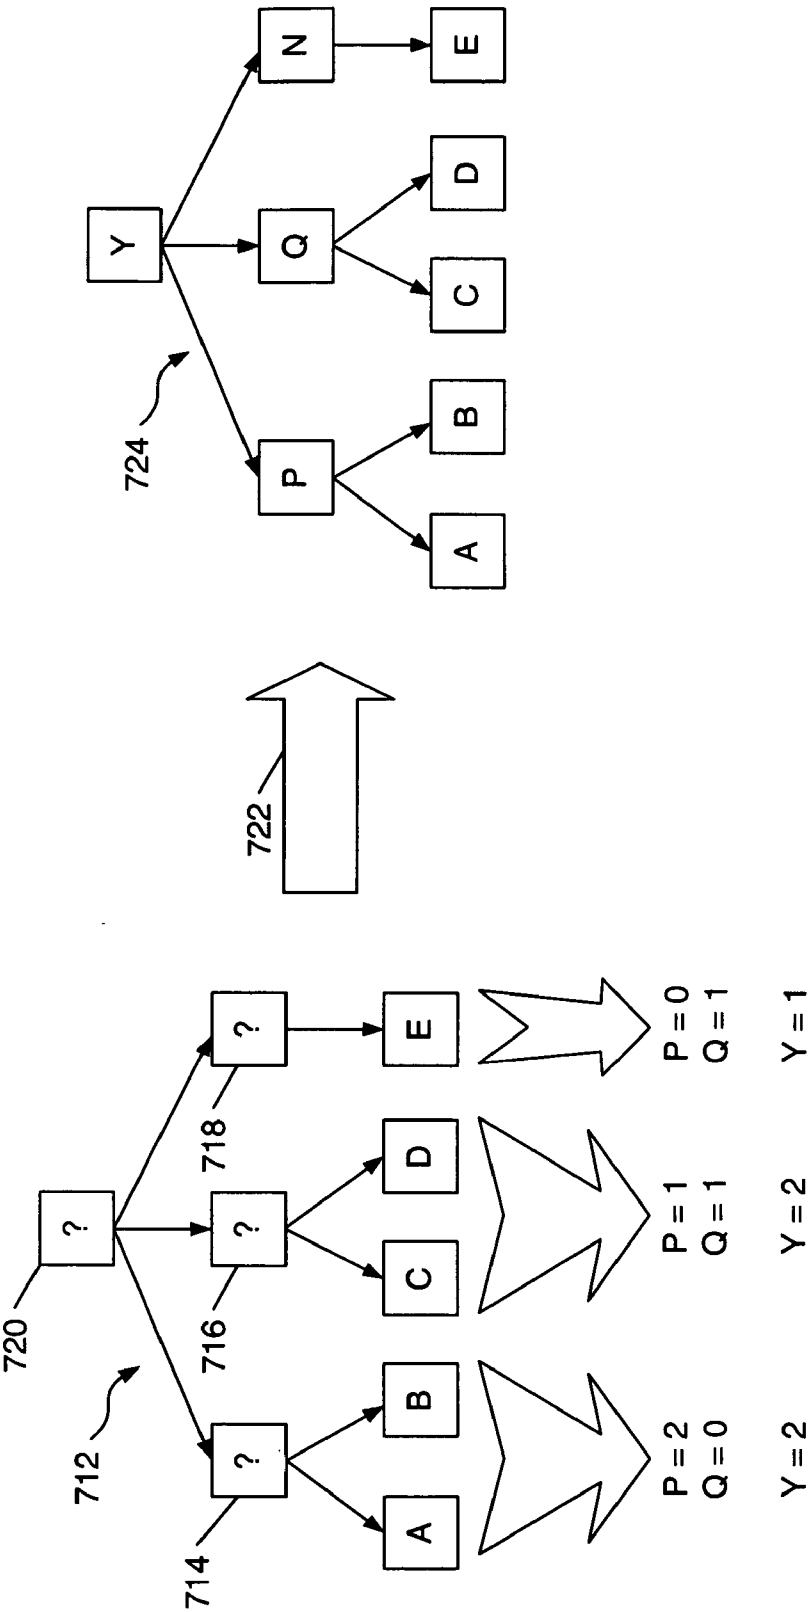 720
?
712
714
?
716
?
718
?
A
B
C
D
E
P = 2
Q = 0
Y = 2
P = 1
Q = 1
Y = 2
P = 0
Q = 1
Y = 1
722
724
Y
P
Q
N
A
B
C
D
E